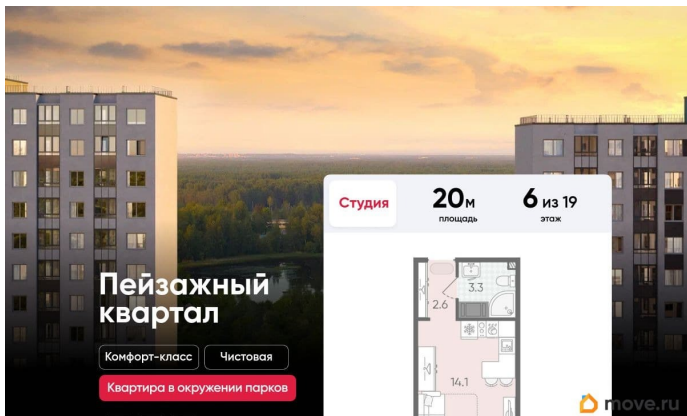 Студия
20м
площадь
6 из 19
этаж
Пейзажный
квартал
3.3
2.6
14.1
Комфорт-класс
Чистовая
Квартира в окружении парков
move.ru